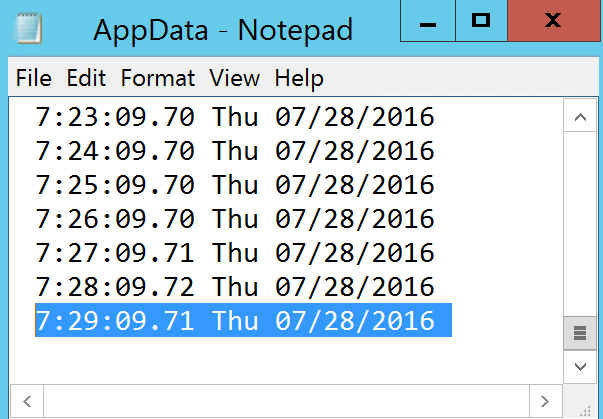 AppData - Notepad
File Edit Format View Help
7:23:09.70 Thu 07/28/2016
7:24:09.70 Thu 07/28/2016
7:25:09.70 Thu 07/28/2016
7:26:09.70 Thu 07/28/2016
7:27:09.71 Thu 07/28/2016
7:28:09.72 Thu 07/28/2016
7:29:09.71 Thu 07/28/2016